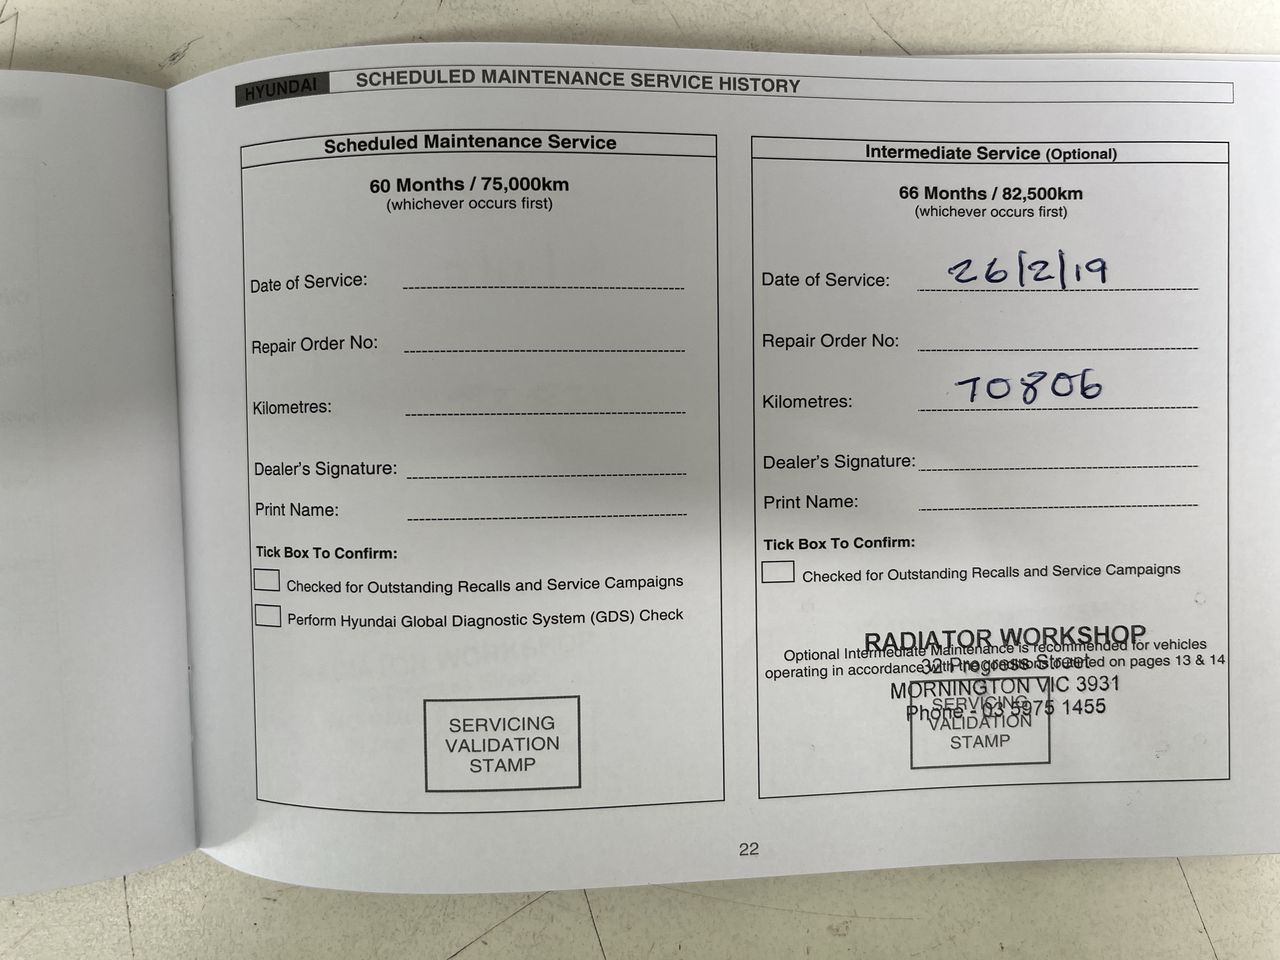 HYUNDAI SCHEDULED MAINTENANCE SERVICE HISTORY
Scheduled Maintenance Service
60 Months / 75,000km
(whichever occurs first)
Date of Service:
Repair Order No:
Kilometres:
Dealer's Signature:
Print Name:
Tick Box To Confirm:
Checked for Outstanding Recalls and Service Campaigns
Perform Hyundai Global Diagnostic System (GDS) Check
SERVICING
VALIDATION
STAMP
Intermediate Service (Optional)
66 Months / 82,500km
(whichever occurs first)
Date of Service: 26/2/19
Repair Order No:
Kilometres: 70806
Dealer's Signature:
Print Name:
Tick Box To Confirm:
Checked for Outstanding Recalls and Service Campaigns
RADIATOR WORKSHOP
Optional Intermediate Maintenance is recommended for vehicles
32 Progress Street
operating in accordance with the conditions outlined on pages 13 & 14
MORNINGTON VIC 3931
SERVICING
Phone - 03 5975 1455
VALIDATION
STAMP
22